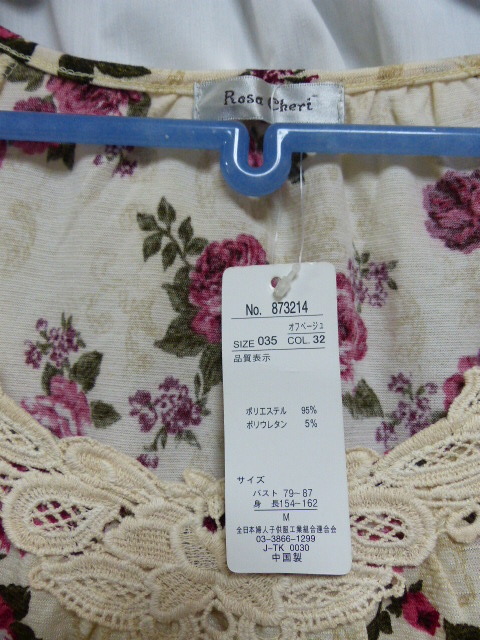 Rosa Cheri
No. 873214
オフベージュ
SIZE 035 COL. 32
品質表示
ポリエステル 95%
ポリウレタン 5%
サイズ
バスト 79-87
身 長154-162
M
全日本婦人子供服工業組合連合会
03-3866-1299
J-TK 0030
中国製